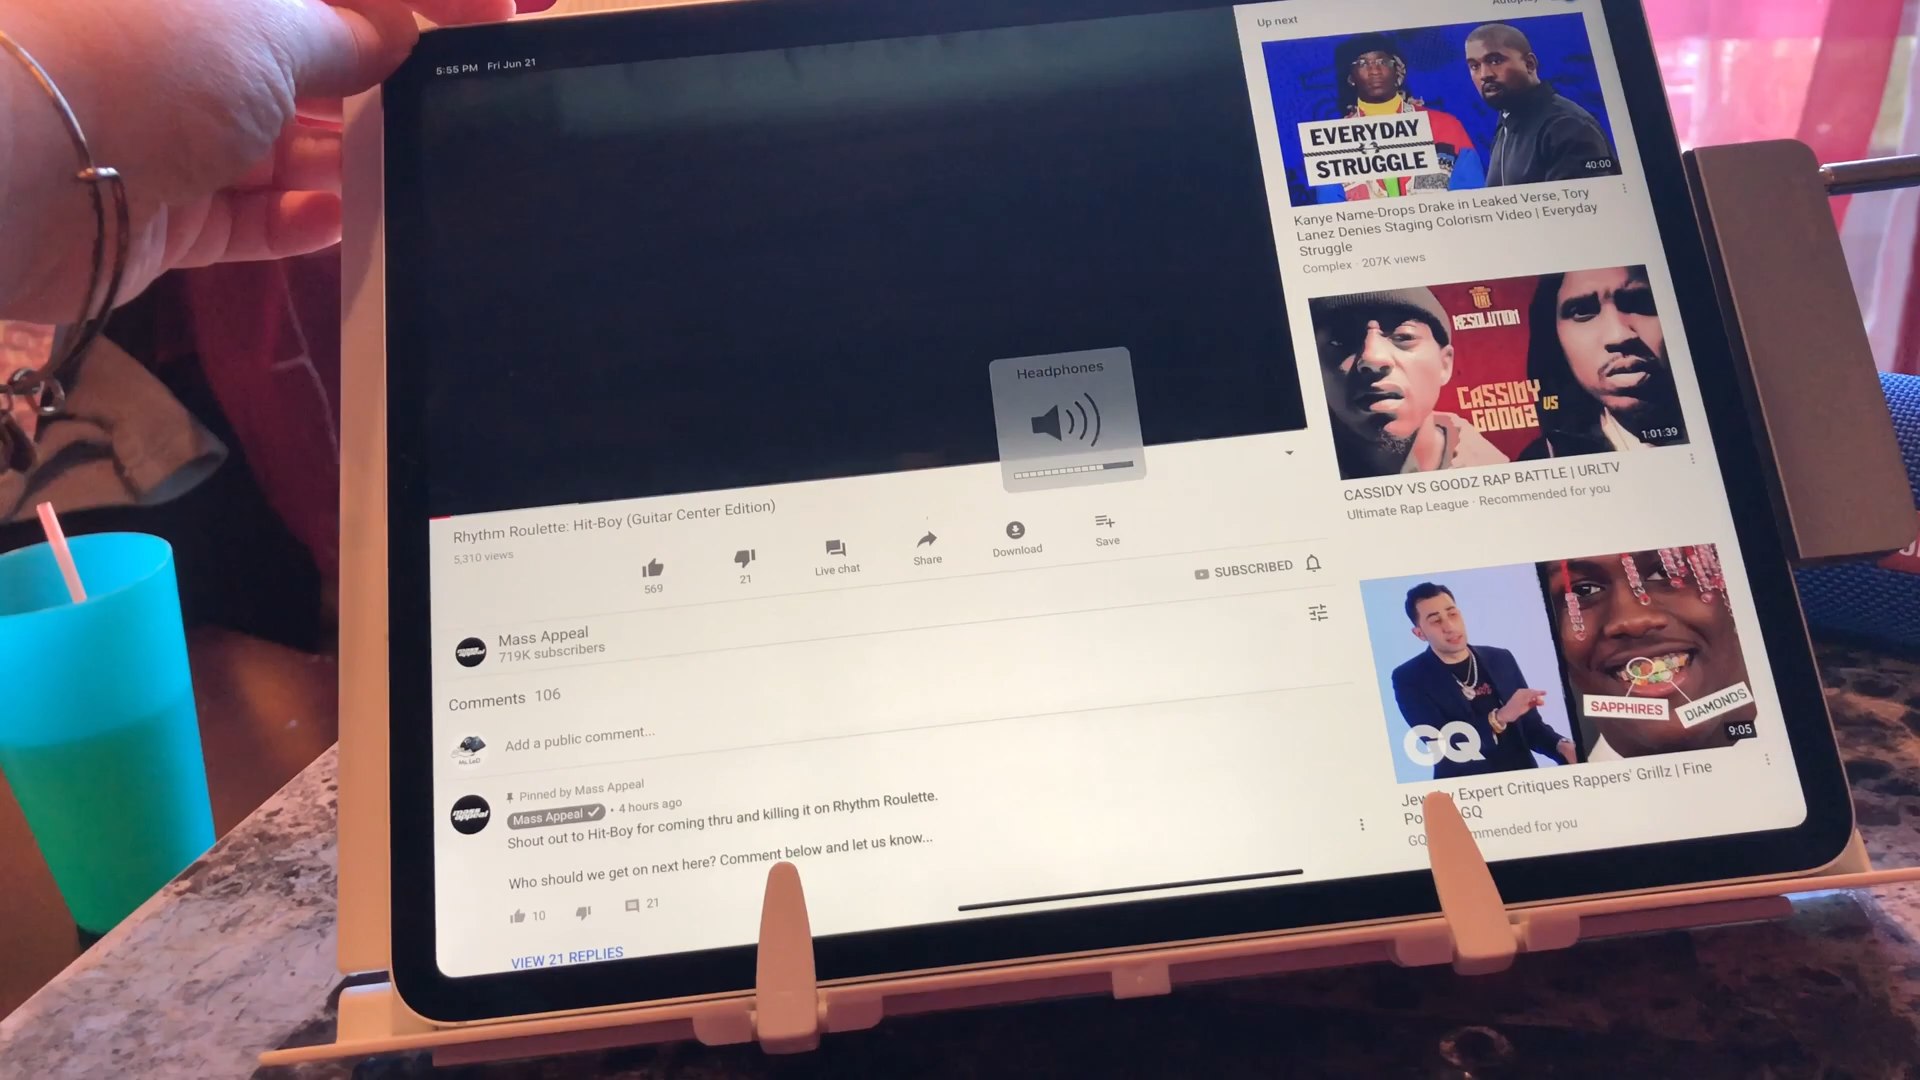 5:55 PM Fri Jun 21
Up next
EVERYDAY
STRUGGLE
40:00
Kanye Name-Drops Drake in Leaked Verse, Tory
Lanez Denies Staging Colorism Video | Everyday
Struggle
Complex · 207K views
URL
RESOLUTION
CASSIDY
VS
GOODZ
1:01:39
CASSIDY VS GOODZ RAP BATTLE | URLTV
Ultimate Rap League · Recommended for you
SAPPHIRES
DIAMONDS
GQ
9:05
Expert Critiques Rappers' Grillz | Fine
GQ
for you
Headphones
Rhythm Roulette: Hit-Boy (Guitar Center Edition)
5,310 views
569
21
Live chat
Share
Download
Save
Mass Appeal
719K subscribers
SUBSCRIBED
Comments 106
Add a public comment...
Pinned by Mass Appeal
Mass Appeal • 4 hours ago
Shout out to Hit-Boy for coming thru and killing it on Rhythm Roulette.
Who should we get on next here? Comment below and let us know...
10
21
VIEW 21 REPLIES